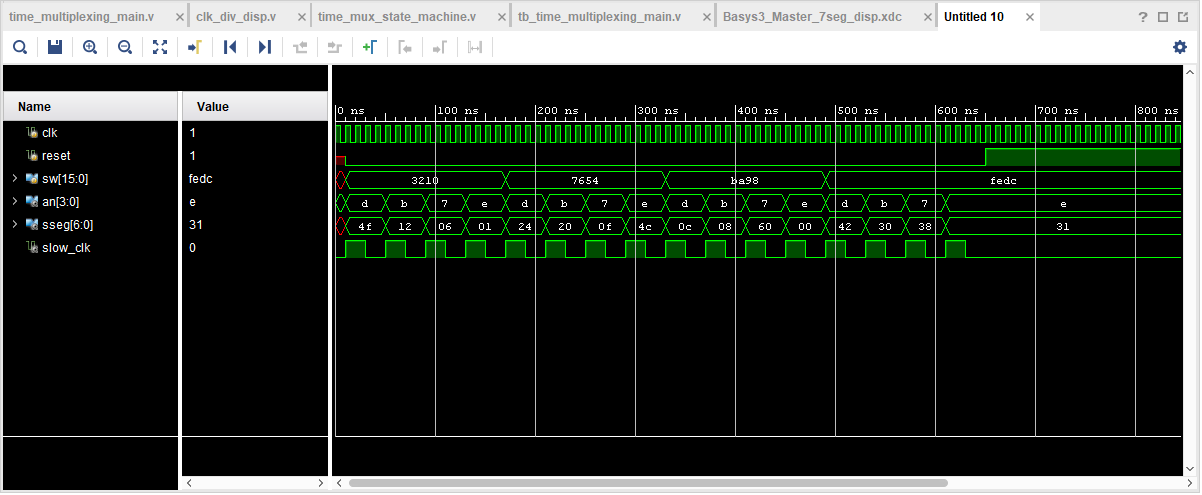 time_multiplexing_main.v × clk_div_disp.v × time_mux_state_machine.v × tb_time_multiplexing_main.v × Basys3_Master_7seg_disp.xdc × Untitled 10 × ?
Name Value
0 ns 100 ns 200 ns 300 ns 400 ns 500 ns 600 ns 700 ns 800 ns
clk 1
reset 1
sw[15:0] fedc 3210 7654 ba98 fedc
an[3:0] e d b 7 e d b 7 e d b 7 e d b 7 e
sseg[6:0] 31 4f 12 06 01 24 20 0f 4c 0c 08 60 00 42 30 38 31
slow_clk 0